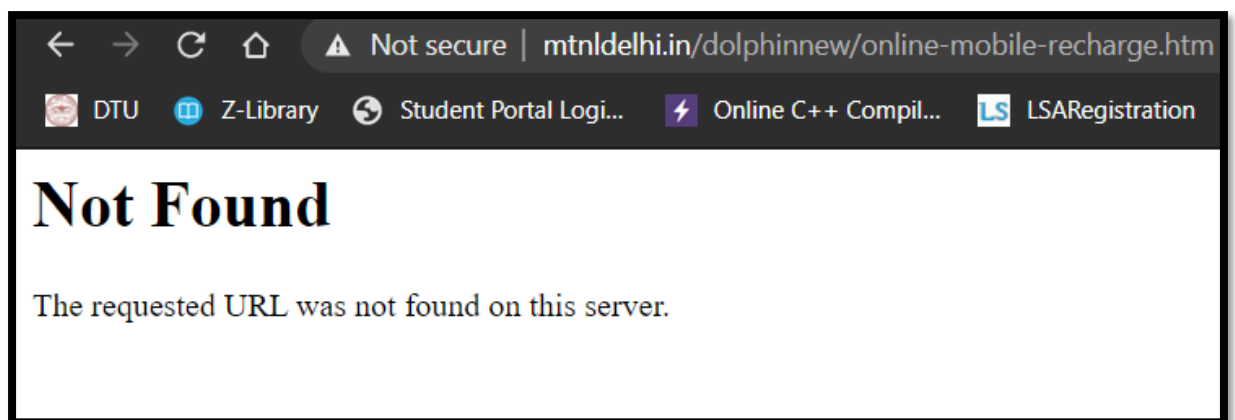 Not secure | mtnldelhi.in/dolphinnew/online-mobile-recharge.htm
DTU Z-Library Student Portal Logi... Online C++ Compil... LS LSARegistration
Not Found
The requested URL was not found on this server.